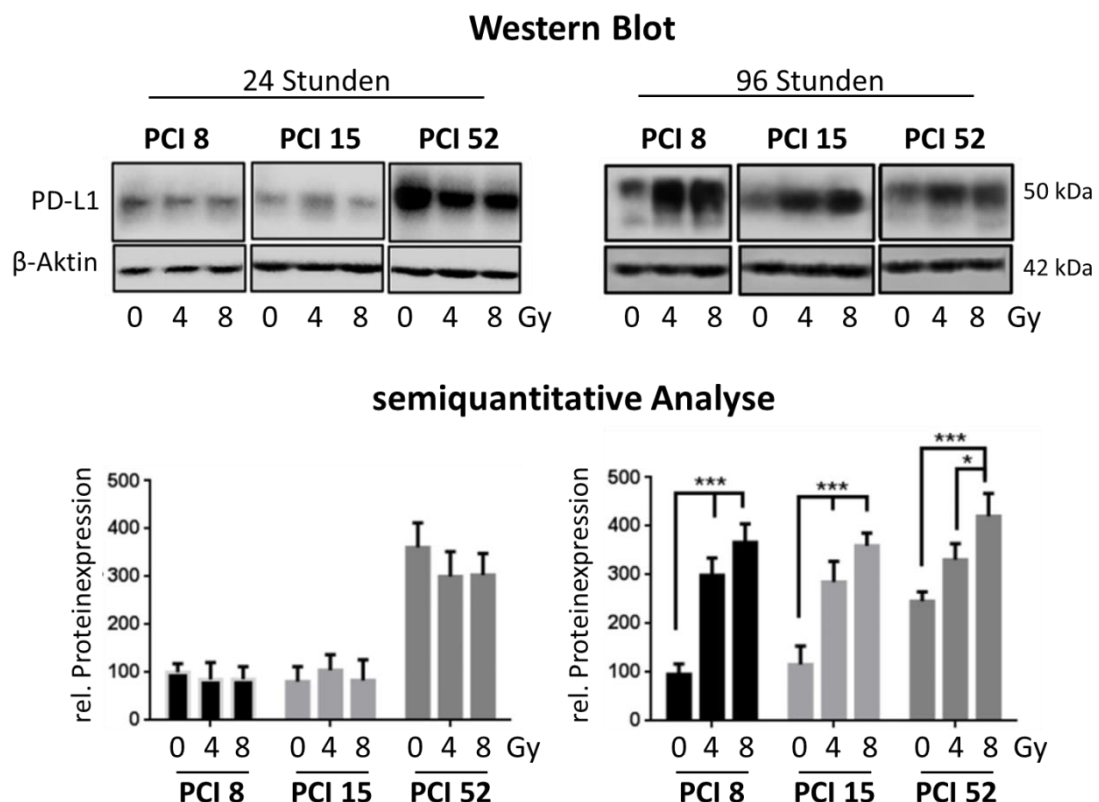 Western Blot
24 Stunden
96 Stunden
PCI 8 PCI 15 PCI 52
PCI 8 PCI 15 PCI 52
PD-L1
50 kDa
β-Aktin
42 kDa
0 4 8 0 4 8 0 4 8 Gy
0 4 8 0 4 8 0 4 8 Gy
semiquantitative Analyse
rel. Proteinexpression
500
400
300
200
100
0
0 4 8 0 4 8 0 4 8 Gy
PCI 8 PCI 15 PCI 52
rel. Proteinexpression
500
400
300
200
100
0
***
***
***
*
0 4 8 0 4 8 0 4 8 Gy
PCI 8 PCI 15 PCI 52